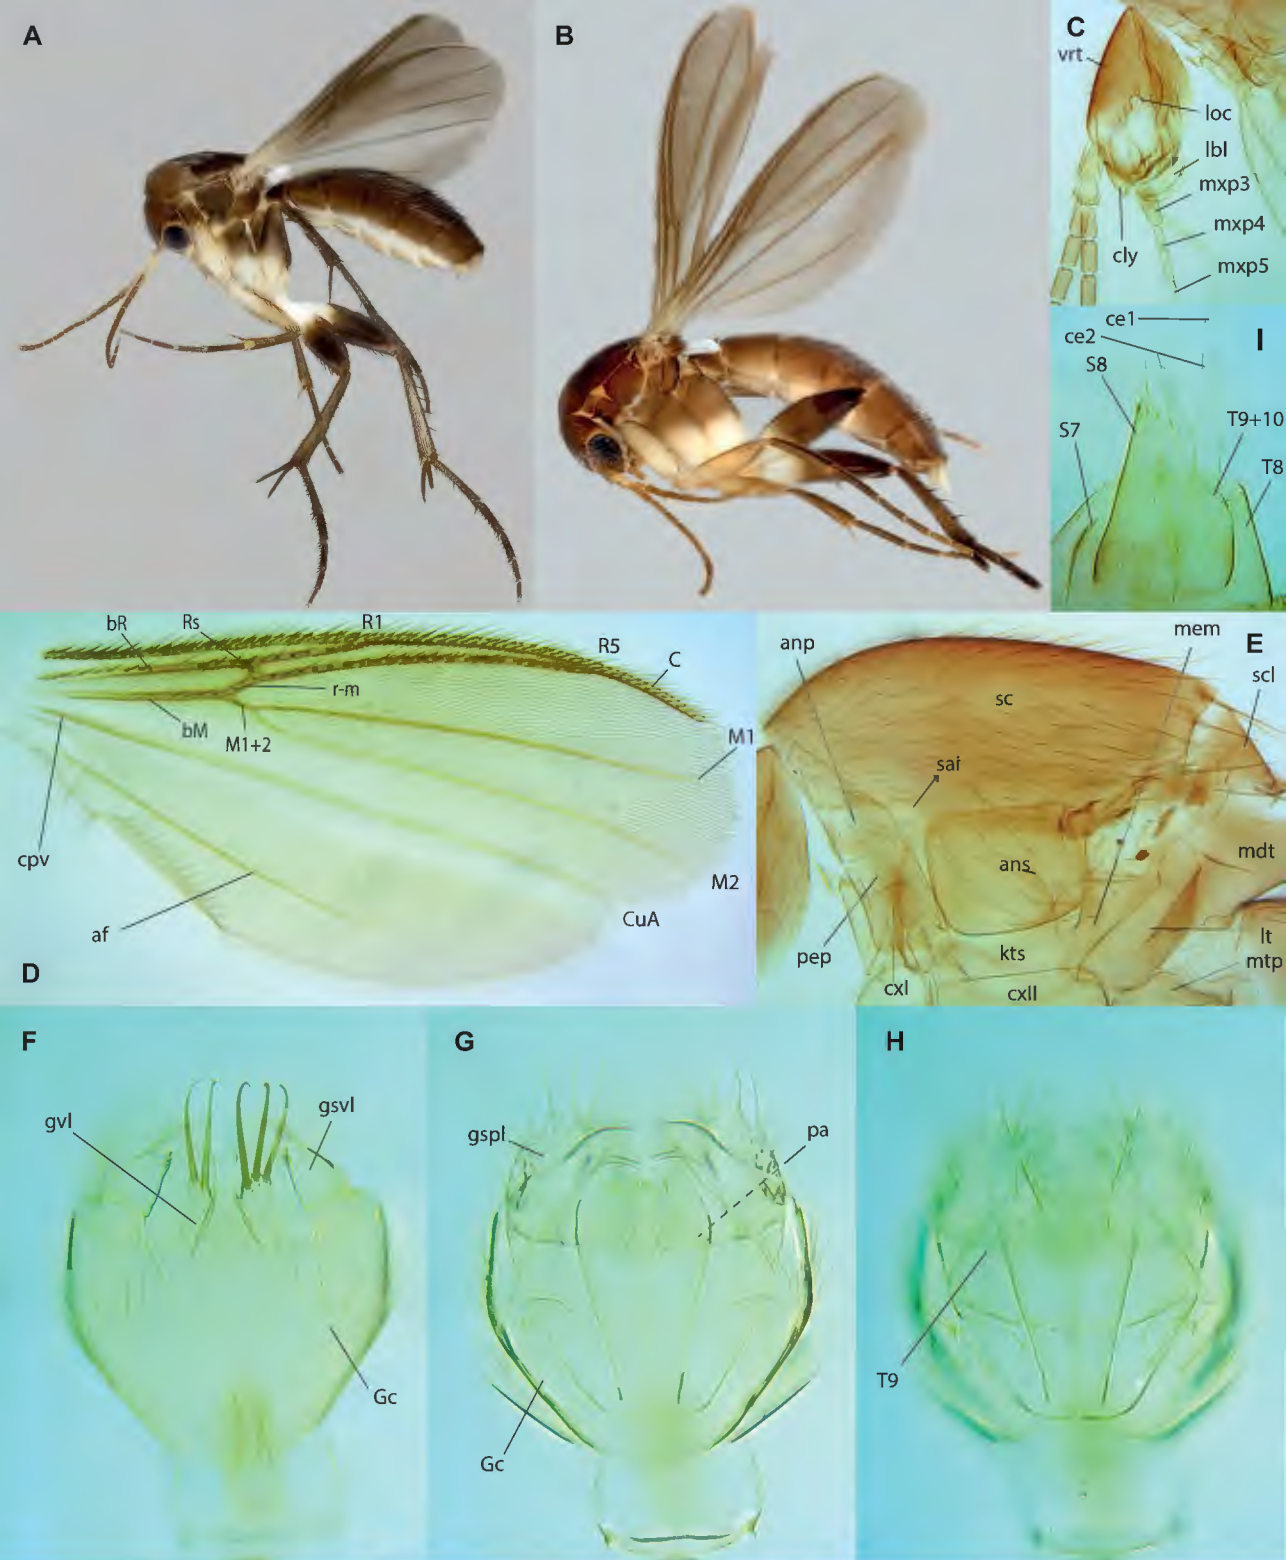 A
B
C
vrt
loc
lbl
mxp3
mxp4
cly
mxp5
ce1
I
ce2
S8
T9+10
S7
T8
bR
Rs
R1
R5
C
r-m
bM
M1+2
M1
cpv
M2
CuA
af
D
anp
mem
E
scl
sc
sai
ans
mdt
pep
kts
lt
mtp
cxI
cxII
F
gvl
gsvl
Gc
G
gspl
pa
Gc
H
T9